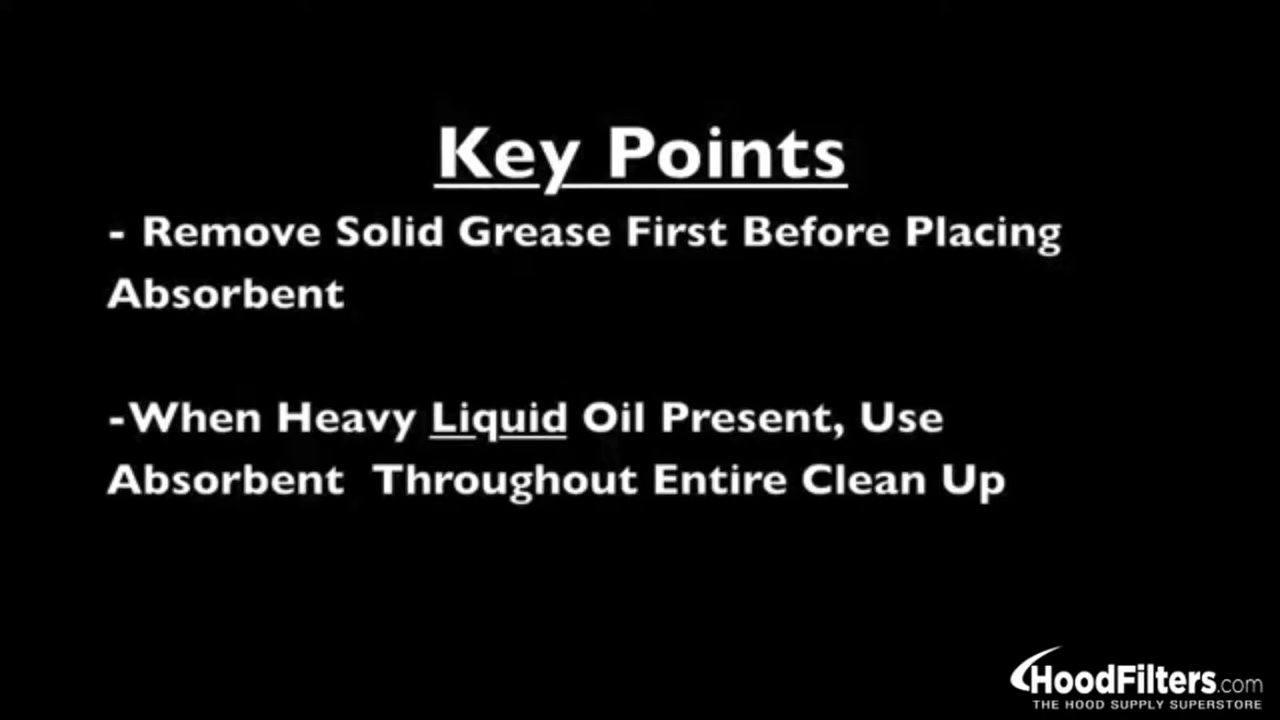 Key Points
- Remove Solid Grease First Before Placing
Absorbent
-When Heavy Liquid Oil Present, Use
Absorbent  Throughout Entire Clean Up
HoodFilters.com
THE HOOD SUPPLY SUPERSTORE